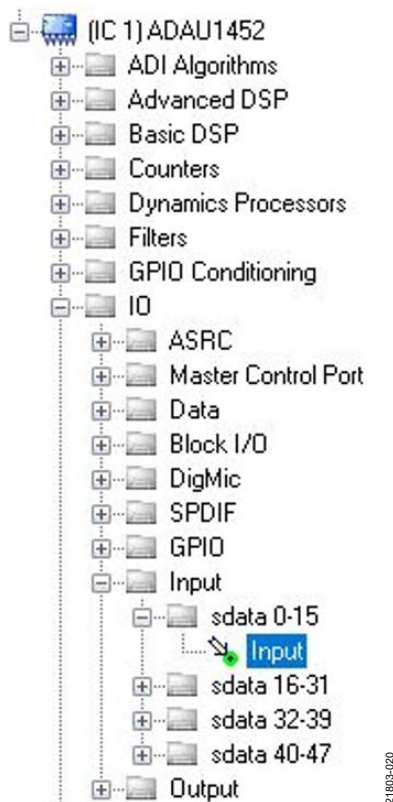 (IC 1) ADAU1452
ADI Algorithms
Advanced DSP
Basic DSP
Counters
Dynamics Processors
Filters
GPIO Conditioning
IO
ASRC
Master Control Port
Data
Block I/O
DigMic
SPDIF
GPIO
Input
sdata 0-15
Input
sdata 16-31
sdata 32-39
sdata 40-47
Output
21803-020